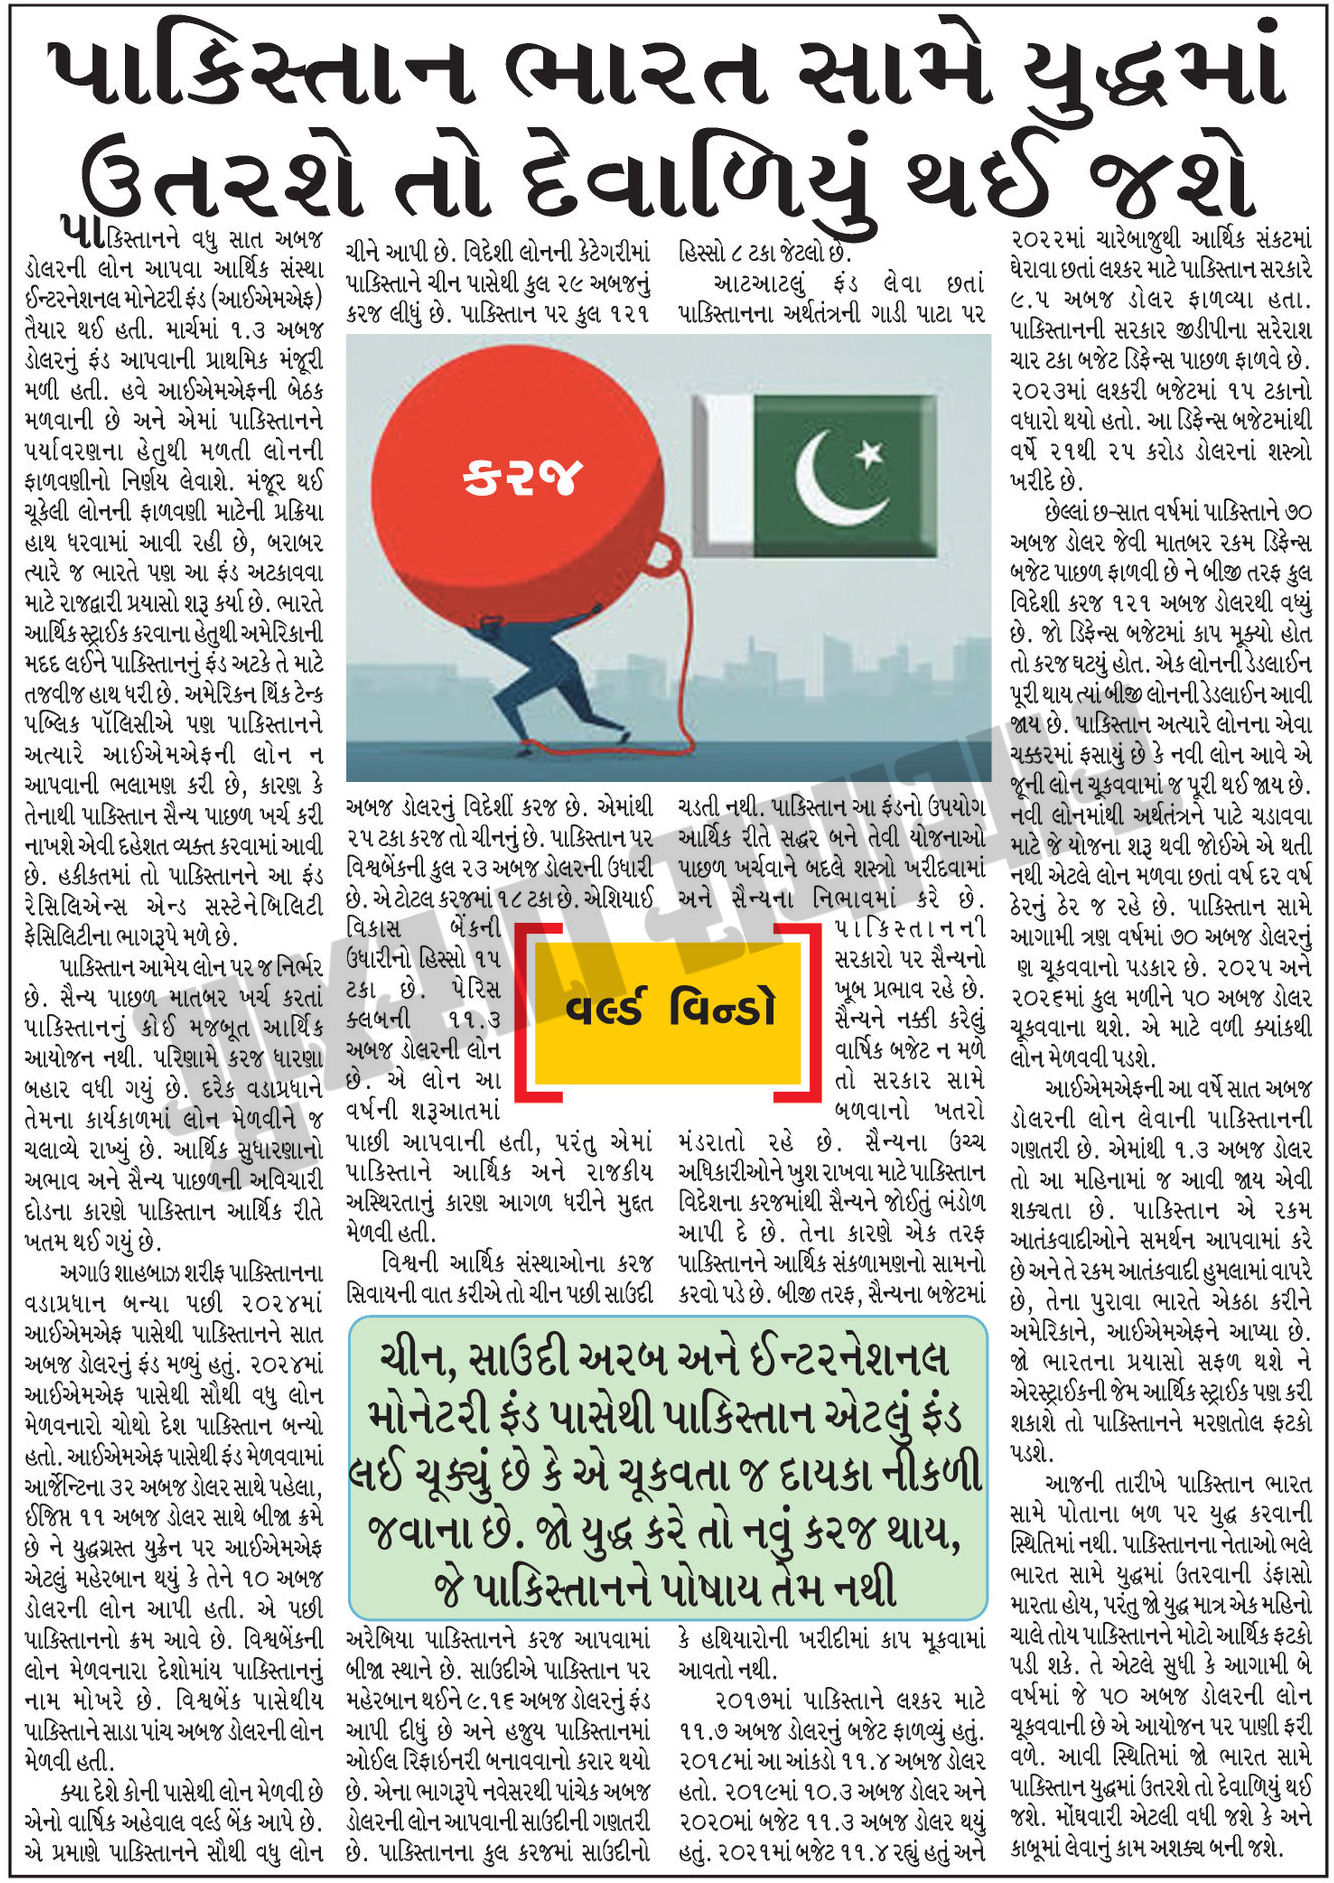 પાકિસ્તાન ભારત સામે યુદ્ધમાં
ઉતરશે તો દેવાળિયું થઈ જશે
પાકિસ્તાનને વધુ સાત અબજ
ડોલરની લોન આપવા આર્થિક સંસ્થા
ઈન્ટરનેશનલ મોનેટરી ફંડ (આઈએમએફ)
તૈયાર થઈ હતી. માર્ચમાં ૧.૩ અબજ
ડોલરનું ફંડ આપવાની પ્રાથમિક મંજૂરી
મળી હતી. હવે આઈએમએફની બેઠક
મળવાની છે અને એમાં પાકિસ્તાનને
પર્યાવરણના હેતુથી મળતી લોનની
ફાળવણીનો નિર્ણય લેવાશે. મંજૂર થઈ
ચૂકેલી લોનની ફાળવણી માટેની પ્રક્રિયા
હાથ ધરવામાં આવી રહી છે, બરાબર
ત્યારે જ ભારતે પણ આ ફંડ અટકાવવા
માટે રાજદ્વારી પ્રયાસો શરૂ કર્યા છે. ભારતે
આર્થિક સ્ટ્રાઈક કરવાના હેતુથી અમેરિકાની
મદદ લઈને પાકિસ્તાનનું ફંડ અટકે તે માટે
તજવીજ હાથ ધરી છે. અમેરિકન થિંક ટેન્ક
પબ્લિક પૉલિસીએ પણ પાકિસ્તાનને
અત્યારે આઈએમએફની લોન ન
આપવાની ભલામણ કરી છે, કારણ કે
તેનાથી પાકિસ્તાન સૈન્ય પાછળ ખર્ચ કરી
નાખશે એવી દહેશત વ્યક્ત કરવામાં આવી
છે. હકીકતમાં તો પાકિસ્તાનને આ ફંડ
રેસિલિએન્સ એન્ડ સસ્ટેનેબિલિટી
ફેસિલિટીના ભાગરૂપે મળે છે.
પાકિસ્તાન આમેય લોન પર જ નિર્ભર
છે. સૈન્ય પાછળ માતબર ખર્ચ કરતાં
પાકિસ્તાનનું કોઈ મજબૂત આર્થિક
આયોજન નથી. પરિણામે કરજ ધારણા
બહાર વધી ગયું છે. દરેક વડાપ્રધાને
તેમના કાર્યકાળમાં લોન મેળવીને જ
ચલાવ્યે રાખ્યું છે. આર્થિક સુધારણાનો
અભાવ અને સૈન્ય પાછળની અવિચારી
દોડના કારણે પાકિસ્તાન આર્થિક રીતે
ખતમ થઈ ગયું છે.
અગાઉ શાહબાઝ શરીફ પાકિસ્તાનના
વડાપ્રધાન બન્યા પછી ૨૦૨૪માં
આઈએમએફ પાસેથી પાકિસ્તાનને સાત
અબજ ડોલરનું ફંડ મળ્યું હતું. ૨૦૨૪માં
આઈએમએફ પાસેથી સૌથી વધુ લોન
મેળવનારો ચોથો દેશ પાકિસ્તાન બન્યો
હતો. આઈએમએફ પાસેથી ફંડ મેળવવામાં
આર્જેન્ટિના ૩૨ અબજ ડોલર સાથે પહેલા,
ઈજિપ્ત ૧૧ અબજ ડોલર સાથે બીજા ક્રમે
છે ને યુદ્ધગ્રસ્ત યુક્રેન પર આઈએમએફ
એટલું મહેરબાન થયું કે તેને ૧૦ અબજ
ડોલરની લોન આપી હતી. એ પછી
પાકિસ્તાનનો ક્રમ આવે છે. વિશ્વબેંકની
લોન મેળવનારા દેશોમાંય પાકિસ્તાનનું
નામ મોખરે છે. વિશ્વબેંક પાસેથીય
પાકિસ્તાને સાડા પાંચ અબજ ડોલરની લોન
મેળવી હતી.
ક્યા દેશે કોની પાસેથી લોન મેળવી છે
એનો વાર્ષિક અહેવાલ વર્લ્ડ બેંક આપે છે.
એ પ્રમાણે પાકિસ્તાનને સૌથી વધુ લોન
ચીને આપી છે. વિદેશી લોનની કેટેગરીમાં
પાકિસ્તાને ચીન પાસેથી કુલ ૨૯ અબજનું
કરજ લીધું છે. પાકિસ્તાન પર કુલ ૧૨૧
કરજ
અબજ ડોલરનું વિદેશી કરજ છે. એમાંથી
૨૫ ટકા કરજ તો ચીનનું છે. પાકિસ્તાન પર
વિશ્વબેંકની કુલ ૨૩ અબજ ડોલરની ઉધારી
છે. એ ટોટલ કરજમાં ૧૮ ટકા છે. એશિયાઈ
વિકાસ બેંકની
ઉધારીનો હિસ્સો ૧૫
ટકા છે. પેરિસ
ક્લબની ૧૧.૩
અબજ ડોલરની લોન
છે. એ લોન આ
વર્ષની શરૂઆતમાં
પાછી આપવાની હતી, પરંતુ એમાં
પાકિસ્તાને આર્થિક અને રાજકીય
અસ્થિરતાનું કારણ આગળ ધરીને મુદ્દત
મેળવી હતી.
વિશ્વની આર્થિક સંસ્થાઓના કરજ
સિવાયની વાત કરીએ તો ચીન પછી સાઉદી
વર્લ્ડ વિન્ડો
ચીન, સાઉદી અરબ અને ઈન્ટરનેશનલ
મોનેટરી ફંડ પાસેથી પાકિસ્તાન એટલું ફંડ
લઈ ચૂક્યું છે કે એ ચૂકવતા જ દાયકા નીકળી
જવાના છે. જો યુદ્ધ કરે તો નવું કરજ થાય,
જે પાકિસ્તાનને પોષાય તેમ નથી
અરેબિયા પાકિસ્તાનને કરજ આપવામાં
બીજા સ્થાને છે. સાઉદીએ પાકિસ્તાન પર
મહેરબાન થઈને ૯.૧૬ અબજ ડોલરનું ફંડ
આપી દીધું છે અને હજુય પાકિસ્તાનમાં
ઓઈલ રિફાઇનરી બનાવવાનો કરાર થયો
છે. એના ભાગરૂપે નવેસરથી પાંચેક અબજ
ડોલરની લોન આપવાની સાઉદીની ગણતરી
છે. પાકિસ્તાનના કુલ કરજમાં સાઉદીનો
હિસ્સો ૮ ટકા જેટલો છે.
આટઆટલું ફંડ લેવા છતાં
પાકિસ્તાનના અર્થતંત્રની ગાડી પાટા પર
ચડતી નથી. પાકિસ્તાન આ ફંડનો ઉપયોગ
આર્થિક રીતે સદ્ધર બને તેવી યોજનાઓ
પાછળ ખર્ચવાને બદલે શસ્ત્રો ખરીદવામાં
અને સૈન્યના નિભાવમાં કરે છે.
પાકિસ્તાનની
સરકારો પર સૈન્યનો
ખૂબ પ્રભાવ રહે છે.
સૈન્યને નક્કી કરેલું
વાર્ષિક બજેટ ન મળે
તો સરકાર સામે
બળવાનો ખતરો
મંડરાતો રહે છે. સૈન્યના ઉચ્ચ
અધિકારીઓને ખુશ રાખવા માટે પાકિસ્તાન
વિદેશના કરજમાંથી સૈન્યને જોઈતું ભંડોળ
આપી દે છે. તેના કારણે એક તરફ
પાકિસ્તાનને આર્થિક સંકળામણનો સામનો
કરવો પડે છે. બીજી તરફ, સૈન્યના બજેટમાં
કે હથિયારોની ખરીદીમાં કાપ મૂકવામાં
આવતો નથી.
૨૦૧૭માં પાકિસ્તાને લશ્કર માટે
૧૧.૭ અબજ ડોલરનું બજેટ ફાળવ્યું હતું.
૨૦૧૮માં આ આંકડો ૧૧.૪ અબજ ડોલર
હતો. ૨૦૧૯માં ૧૦.૩ અબજ ડોલર અને
૨૦૨૦માં બજેટ ૧૧.૩ અબજ ડોલર થયું
હતું. ૨૦૨૧માં બજેટ ૧૧.૪ રહ્યું હતું અને
૨૦૨૨માં ચારેબાજુથી આર્થિક સંકટમાં
ઘેરાવા છતાં લશ્કર માટે પાકિસ્તાન સરકારે
૯.૫ અબજ ડોલર ફાળવ્યા હતા.
પાકિસ્તાનની સરકાર જીડીપીના સરેરાશ
ચાર ટકા બજેટ ડિફેન્સ પાછળ ફાળવે છે.
૨૦૨૩માં લશ્કરી બજેટમાં ૧૫ ટકાનો
વધારો થયો હતો. આ ડિફેન્સ બજેટમાંથી
વર્ષે ૨૧થી ૨૫ કરોડ ડોલરનાં શસ્ત્રો
ખરીદે છે.
છેલ્લાં છ-સાત વર્ષમાં પાકિસ્તાને ૭૦
અબજ ડોલર જેવી માતબર રકમ ડિફેન્સ
બજેટ પાછળ ફાળવી છે ને બીજી તરફ કુલ
વિદેશી કરજ ૧૨૧ અબજ ડોલરથી વધ્યું
છે. જો ડિફેન્સ બજેટમાં કાપ મૂક્યો હોત
તો કરજ ઘટયું હોત. એક લોનની ડેડલાઈન
પૂરી થાય ત્યાં બીજી લોનની ડેડલાઈન આવી
જાય છે. પાકિસ્તાન અત્યારે લોનના એવા
ચક્કરમાં ફસાયું છે કે નવી લોન આવે એ
જૂની લોન ચૂકવવામાં જ પૂરી થઈ જાય છે.
નવી લોનમાંથી અર્થતંત્રને પાટે ચડાવવા
માટે જે યોજના શરૂ થવી જોઈએ એ થતી
નથી એટલે લોન મળવા છતાં વર્ષ દર વર્ષ
ઠેરનું ઠેર જ રહે છે. પાકિસ્તાન સામે
આગામી ત્રણ વર્ષમાં ૭૦ અબજ ડોલરનું
ણ ચૂકવવાનો પડકાર છે. ૨૦૨૫ અને
૨૦૨૬માં કુલ મળીને ૫૦ અબજ ડોલર
ચૂકવવાના થશે. એ માટે વળી ક્યાંકથી
લોન મેળવવી પડશે.
આઈએમએફની આ વર્ષે સાત અબજ
ડોલરની લોન લેવાની પાકિસ્તાનની
ગણતરી છે. એમાંથી ૧.૩ અબજ ડોલર
તો આ મહિનામાં જ આવી જાય એવી
શક્યતા છે. પાકિસ્તાન એ રકમ
આતંકવાદીઓને સમર્થન આપવામાં કરે
છે અને તે રકમ આતંકવાદી હુમલામાં વાપરે
છે, તેના પુરાવા ભારતે એકઠા કરીને
અમેરિકાને, આઈએમએફને આપ્યા છે.
જો ભારતના પ્રયાસો સફળ થશે ને
એરસ્ટ્રાઈકની જેમ આર્થિક સ્ટ્રાઈક પણ કરી
શકાશે તો પાકિસ્તાનને મરણતોલ ફટકો
પડશે.
આજની તારીખે પાકિસ્તાન ભારત
સામે પોતાના બળ પર યુદ્ધ કરવાની
સ્થિતિમાં નથી. પાકિસ્તાનના નેતાઓ ભલે
ભારત સામે યુદ્ધમાં ઉતરવાની ડંફાસો
મારતા હોય, પરંતુ જો યુદ્ધ માત્ર એક મહિનો
ચાલે તોય પાકિસ્તાનને મોટો આર્થિક ફટકો
પડી શકે. તે એટલે સુધી કે આગામી બે
વર્ષમાં જે ૫૦ અબજ ડોલરની લોન
ચૂકવવાની છે એ આયોજન પર પાણી ફરી
વળે. આવી સ્થિતિમાં જો ભારત સામે
પાકિસ્તાન યુદ્ધમાં ઉતરશે તો દેવાળિયું થઈ
જશે. મોંઘવારી એટલી વધી જશે કે અને
કાબૂમાં લેવાનું કામ અશક્ય બની જશે.
ગુજરાત સમાચાર